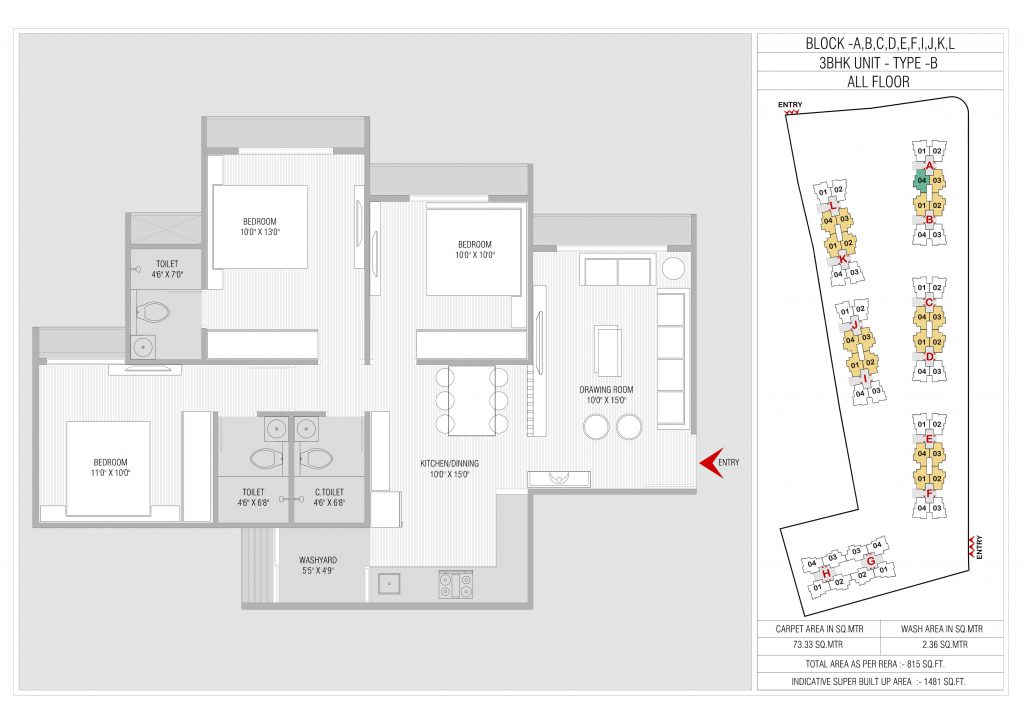 BLOCK -A,B,C,D,E,F,I,J,K,L
3BHK UNIT - TYPE -B
ALL FLOOR
BEDROOM
10'0" X 13'0"
BEDROOM
10'0" X 10'0"
TOILET
4'6" X 7'0"
DRAWING ROOM
10'0" X 15'0"
BEDROOM
11'0" X 10'0"
KITCHEN/DINNING
10'0" X 15'0"
ENTRY
TOILET
4'6" X 6'8"
C.TOILET
4'6" X 6'8"
WASHYARD
5'5" X 4'9"
ENTRY
01 02
A
04 03
01 02
B
04 03
01 02
L
04 03
01 02
K
04 03
01 02
C
04 03
01 02
D
04 03
01 02
J
04 03
01 02
I
04 03
01 02
E
04 03
01 02
F
04 03
ENTRY
04 03 03 04
H G
01 02 02 01
CARPET AREA IN SQ.MTR WASH AREA IN SQ.MTR
73.33 SQ.MTR 2.36 SQ.MTR
TOTAL AREA AS PER RERA :- 815 SQ.FT.
INDICATIVE SUPER BUILT UP AREA :- 1481 SQ.FT.